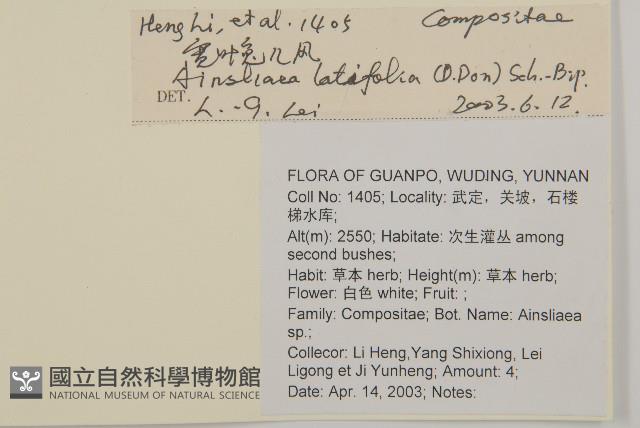 Heng Li, et al. 1405 Compositae
宽叶兔儿风
Ainsliaea latifolia (D.Don) Sch.-Bip.
DET. L.-G. Lei 2003.6.12.
FLORA OF GUANPO, WUDING, YUNNAN
Coll No: 1405; Locality: 武定，关坡，石楼
梯水库;
Alt(m): 2550; Habitate: 次生灌丛 among
second bushes;
Habit: 草本 herb; Height(m): 草本 herb;
Flower: 白色 white; Fruit: ;
Family: Compositae; Bot. Name: Ainsliaea
sp.;
Collecor: Li Heng,Yang Shixiong, Lei
Ligong et Ji Yunheng; Amount: 4;
Date: Apr. 14, 2003; Notes:
國立自然科學博物館
NATIONAL MUSEUM OF NATURAL SCIENCE